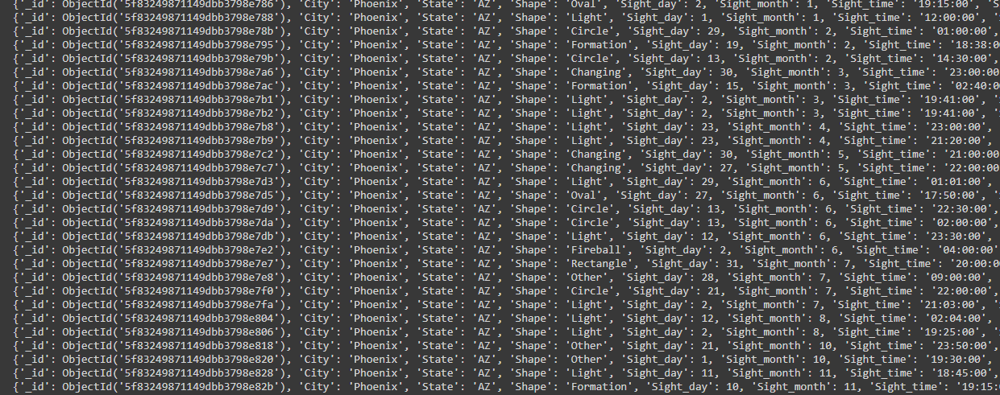 {'_id': ObjectId('5f83249871149dbb3798e786'), 'City': 'Phoenix', 'State': 'AZ', 'Shape': 'Oval', 'Sight_day': 2, 'Sight_month': 1, 'Sight_time': '19:15:00', 'S
{'_id': ObjectId('5f83249871149dbb3798e788'), 'City': 'Phoenix', 'State': 'AZ', 'Shape': 'Light', 'Sight_day': 1, 'Sight_month': 1, 'Sight_time': '12:00:00',
{'_id': ObjectId('5f83249871149dbb3798e78b'), 'City': 'Phoenix', 'State': 'AZ', 'Shape': 'Circle', 'Sight_day': 29, 'Sight_month': 2, 'Sight_time': '01:00:00',
{'_id': ObjectId('5f83249871149dbb3798e795'), 'City': 'Phoenix', 'State': 'AZ', 'Shape': 'Formation', 'Sight_day': 19, 'Sight_month': 2, 'Sight_time': '18:38:0
{'_id': ObjectId('5f83249871149dbb3798e79b'), 'City': 'Phoenix', 'State': 'AZ', 'Shape': 'Circle', 'Sight_day': 13, 'Sight_month': 2, 'Sight_time': '14:30:00',
{'_id': ObjectId('5f83249871149dbb3798e7a6'), 'City': 'Phoenix', 'State': 'AZ', 'Shape': 'Changing', 'Sight_day': 30, 'Sight_month': 3, 'Sight_time': '23:00:00
{'_id': ObjectId('5f83249871149dbb3798e7ac'), 'City': 'Phoenix', 'State': 'AZ', 'Shape': 'Formation', 'Sight_day': 15, 'Sight_month': 3, 'Sight_time': '02:40:0
{'_id': ObjectId('5f83249871149dbb3798e7b1'), 'City': 'Phoenix', 'State': 'AZ', 'Shape': 'Light', 'Sight_day': 2, 'Sight_month': 3, 'Sight_time': '19:41:00',
{'_id': ObjectId('5f83249871149dbb3798e7b2'), 'City': 'Phoenix', 'State': 'AZ', 'Shape': 'Light', 'Sight_day': 2, 'Sight_month': 3, 'Sight_time': '19:41:00',
{'_id': ObjectId('5f83249871149dbb3798e7b8'), 'City': 'Phoenix', 'State': 'AZ', 'Shape': 'Light', 'Sight_day': 23, 'Sight_month': 4, 'Sight_time': '23:00:00',
{'_id': ObjectId('5f83249871149dbb3798e7b9'), 'City': 'Phoenix', 'State': 'AZ', 'Shape': 'Light', 'Sight_day': 23, 'Sight_month': 4, 'Sight_time': '21:20:00',
{'_id': ObjectId('5f83249871149dbb3798e7c2'), 'City': 'Phoenix', 'State': 'AZ', 'Shape': 'Changing', 'Sight_day': 30, 'Sight_month': 5, 'Sight_time': '21:00:00
{'_id': ObjectId('5f83249871149dbb3798e7c7'), 'City': 'Phoenix', 'State': 'AZ', 'Shape': 'Changing', 'Sight_day': 27, 'Sight_month': 5, 'Sight_time': '22:00:00
{'_id': ObjectId('5f83249871149dbb3798e7d3'), 'City': 'Phoenix', 'State': 'AZ', 'Shape': 'Light', 'Sight_day': 29, 'Sight_month': 6, 'Sight_time': '01:01:00',
{'_id': ObjectId('5f83249871149dbb3798e7d5'), 'City': 'Phoenix', 'State': 'AZ', 'Shape': 'Oval', 'Sight_day': 27, 'Sight_month': 6, 'Sight_time': '17:50:00',
{'_id': ObjectId('5f83249871149dbb3798e7d9'), 'City': 'Phoenix', 'State': 'AZ', 'Shape': 'Circle', 'Sight_day': 13, 'Sight_month': 6, 'Sight_time': '22:30:00',
{'_id': ObjectId('5f83249871149dbb3798e7da'), 'City': 'Phoenix', 'State': 'AZ', 'Shape': 'Circle', 'Sight_day': 13, 'Sight_month': 6, 'Sight_time': '02:00:00',
{'_id': ObjectId('5f83249871149dbb3798e7db'), 'City': 'Phoenix', 'State': 'AZ', 'Shape': 'Light', 'Sight_day': 12, 'Sight_month': 6, 'Sight_time': '23:30:00',
{'_id': ObjectId('5f83249871149dbb3798e7e2'), 'City': 'Phoenix', 'State': 'AZ', 'Shape': 'Fireball', 'Sight_day': 2, 'Sight_month': 6, 'Sight_time': '04:00:00'
{'_id': ObjectId('5f83249871149dbb3798e7e7'), 'City': 'Phoenix', 'State': 'AZ', 'Shape': 'Rectangle', 'Sight_day': 31, 'Sight_month': 7, 'Sight_time': '20:00:0
{'_id': ObjectId('5f83249871149dbb3798e7e8'), 'City': 'Phoenix', 'State': 'AZ', 'Shape': 'Other', 'Sight_day': 28, 'Sight_month': 7, 'Sight_time': '09:00:00',
{'_id': ObjectId('5f83249871149dbb3798e7f0'), 'City': 'Phoenix', 'State': 'AZ', 'Shape': 'Circle', 'Sight_day': 21, 'Sight_month': 7, 'Sight_time': '22:00:00',
{'_id': ObjectId('5f83249871149dbb3798e7fa'), 'City': 'Phoenix', 'State': 'AZ', 'Shape': 'Light', 'Sight_day': 2, 'Sight_month': 7, 'Sight_time': '21:03:00',
{'_id': ObjectId('5f83249871149dbb3798e804'), 'City': 'Phoenix', 'State': 'AZ', 'Shape': 'Light', 'Sight_day': 12, 'Sight_month': 8, 'Sight_time': '02:04:00',
{'_id': ObjectId('5f83249871149dbb3798e806'), 'City': 'Phoenix', 'State': 'AZ', 'Shape': 'Light', 'Sight_day': 2, 'Sight_month': 8, 'Sight_time': '19:25:00',
{'_id': ObjectId('5f83249871149dbb3798e818'), 'City': 'Phoenix', 'State': 'AZ', 'Shape': 'Other', 'Sight_day': 21, 'Sight_month': 10, 'Sight_time': '23:50:00',
{'_id': ObjectId('5f83249871149dbb3798e820'), 'City': 'Phoenix', 'State': 'AZ', 'Shape': 'Other', 'Sight_day': 1, 'Sight_month': 10, 'Sight_time': '19:30:00',
{'_id': ObjectId('5f83249871149dbb3798e828'), 'City': 'Phoenix', 'State': 'AZ', 'Shape': 'Light', 'Sight_day': 11, 'Sight_month': 11, 'Sight_time': '18:45:00',
{'_id': ObjectId('5f83249871149dbb3798e82b'), 'City': 'Phoenix', 'State': 'AZ', 'Shape': 'Formation', 'Sight_day': 10, 'Sight_month': 11, 'Sight_time': '19:15: